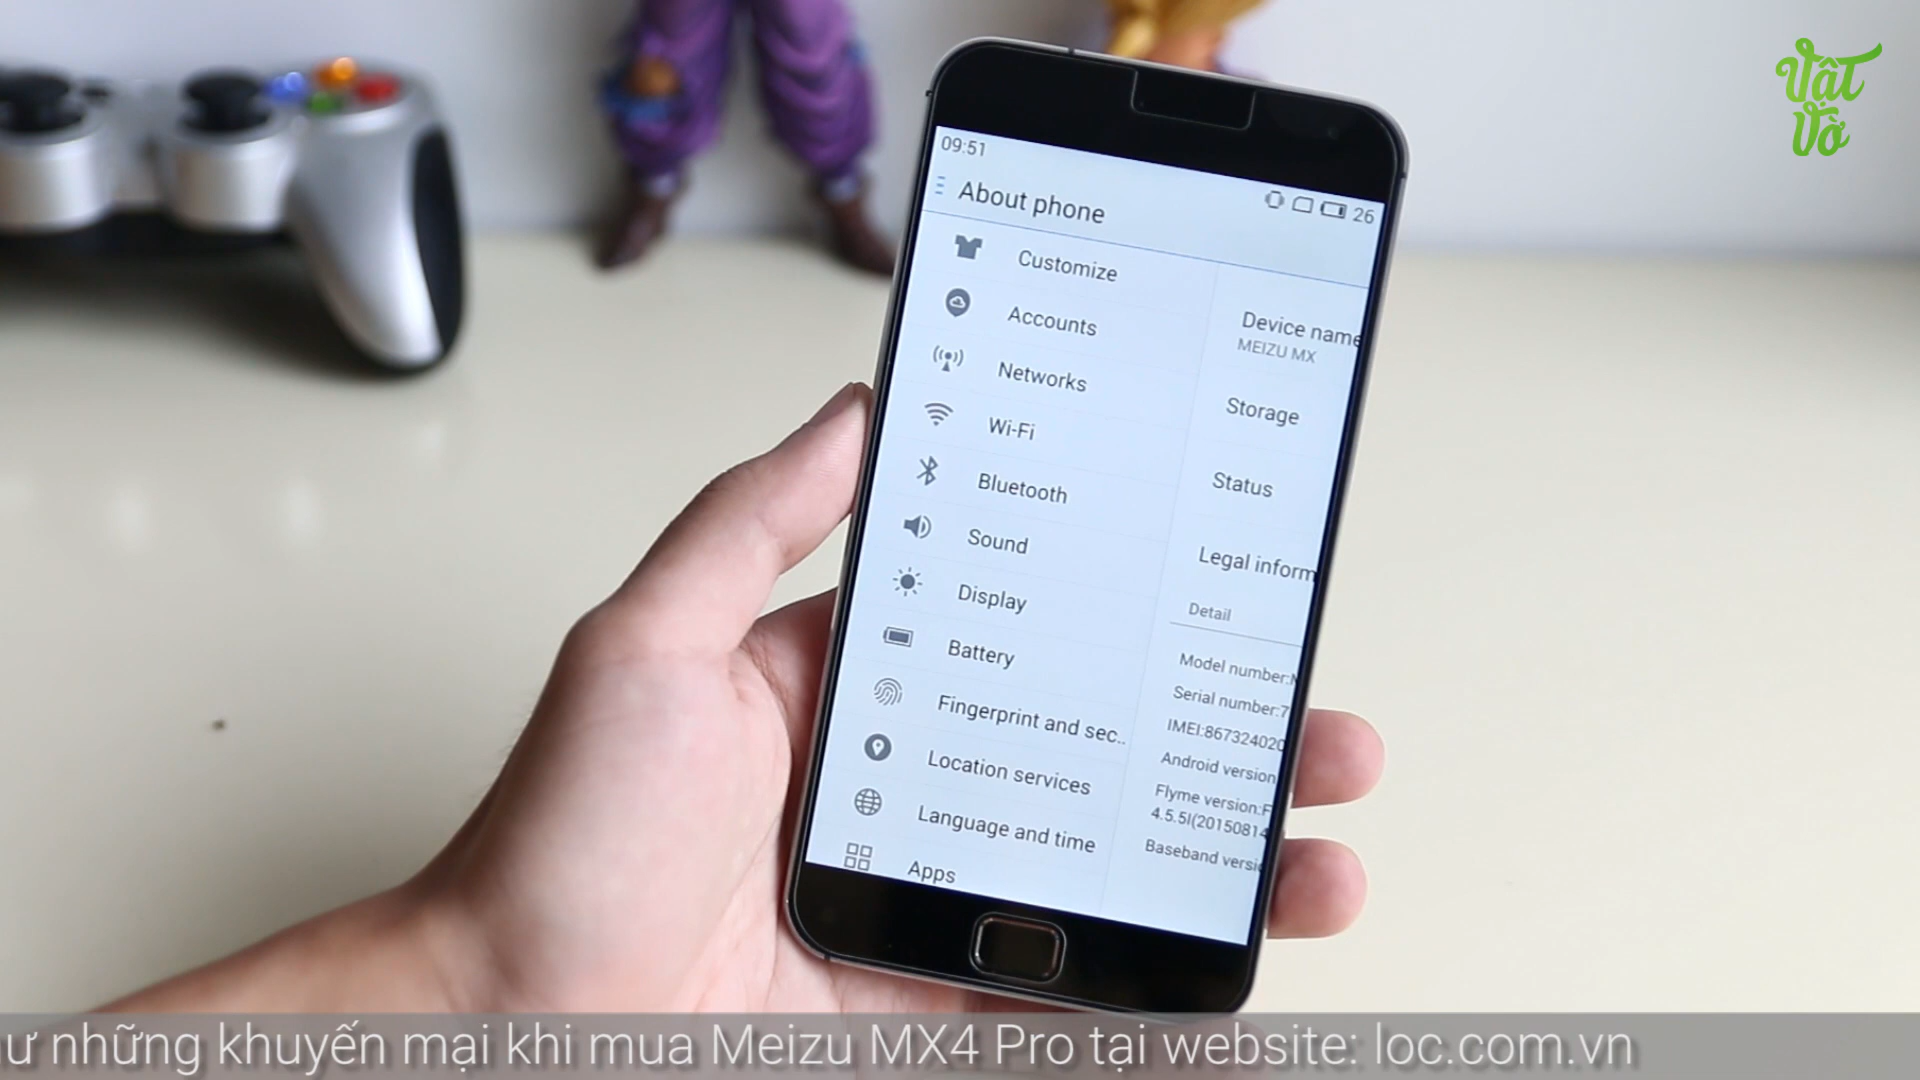 Vật
Vờ
09:51
26
About phone
Customize
Accounts
Networks
Wi-Fi
Bluetooth
Sound
Display
Battery
Fingerprint and sec..
Location services
Language and time
Apps
Device name
MEIZU MX
Storage
Status
Legal inform
Detail
Model number:
Serial number:7
IMEI:867324020
Android version
Flyme version:F
4.5.5I(20150814
Baseband versi
ư những khuyến mại khi mua Meizu MX4 Pro tại website: loc.com.vn